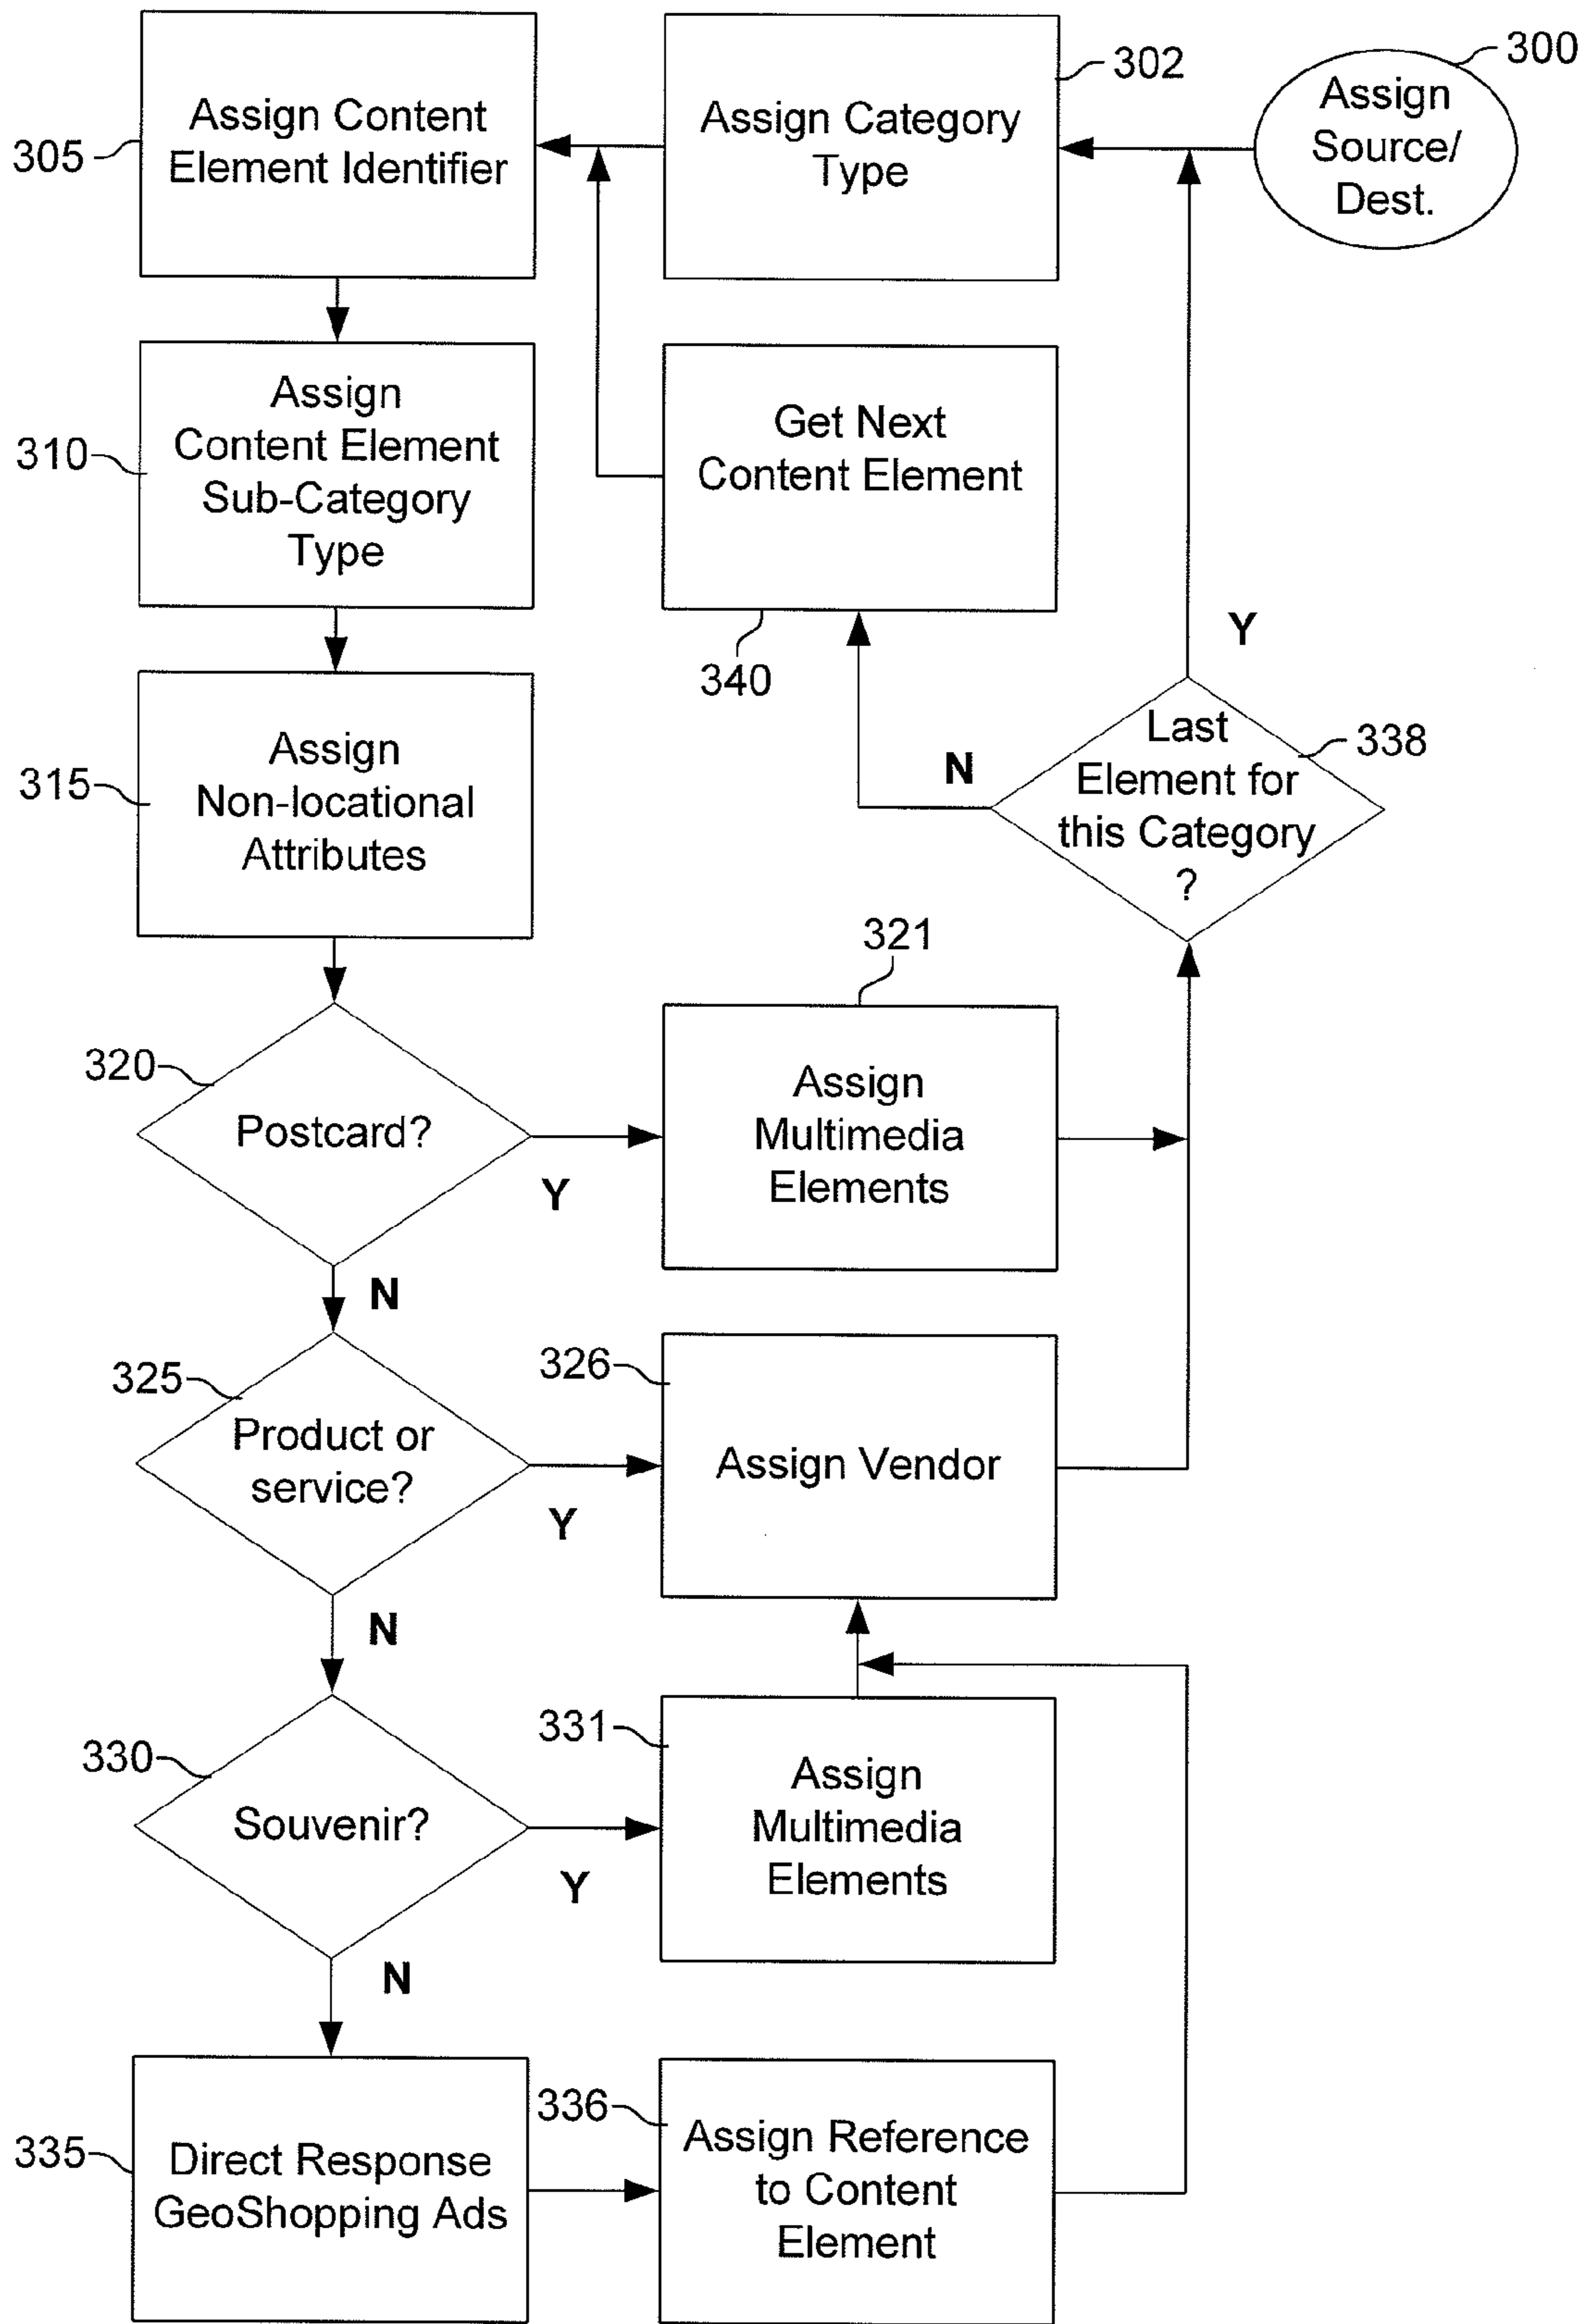 300
Assign
Source/
Dest.
302
Assign Category
Type
305
Assign Content
Element Identifier
310
Assign
Content Element
Sub-Category
Type
Get Next
Content Element
340
Y
315
Assign
Non-locational
Attributes
338
Last
Element for
this Category
?
N
320
Postcard?
Y
N
321
Assign
Multimedia
Elements
325
Product or
service?
Y
N
326
Assign Vendor
330
Souvenir?
Y
N
331
Assign
Multimedia
Elements
335
Direct Response
GeoShopping Ads
336
Assign Reference
to Content
Element